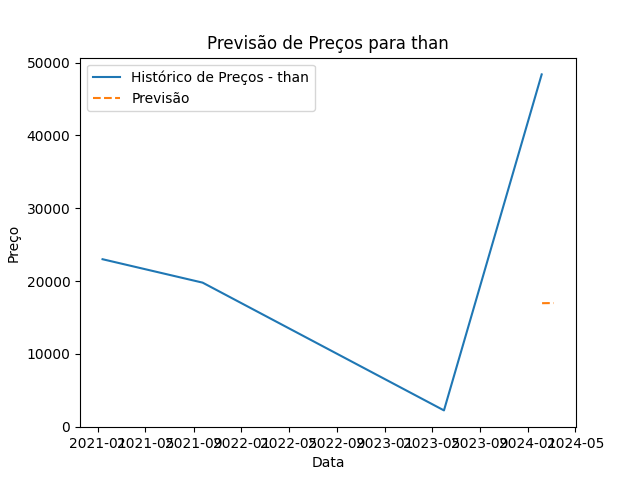 Previsão de Preços para than
Histórico de Preços - than
Previsão
50000
40000
30000
20000
10000
0
Preço
2021-01 2021-05 2021-09 2022-01 2022-05 2022-09 2023-01 2023-05 2023-09 2024-01 2024-05
Data